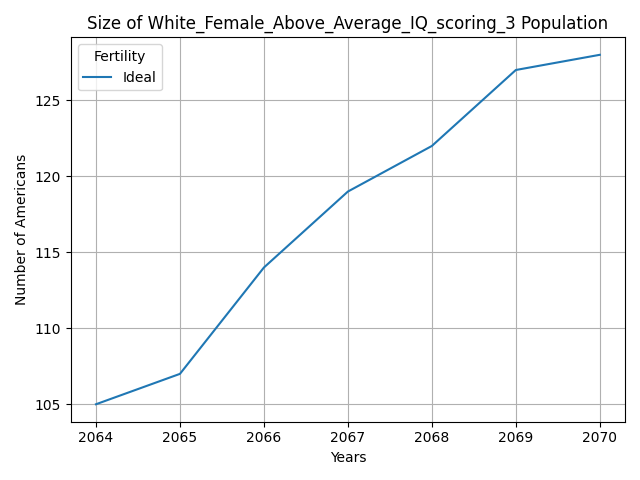 Size of White_Female_Above_Average_IQ_scoring_3 Population
Fertility
Ideal
Number of Americans
125
120
115
110
105
2064 2065 2066 2067 2068 2069 2070
Years